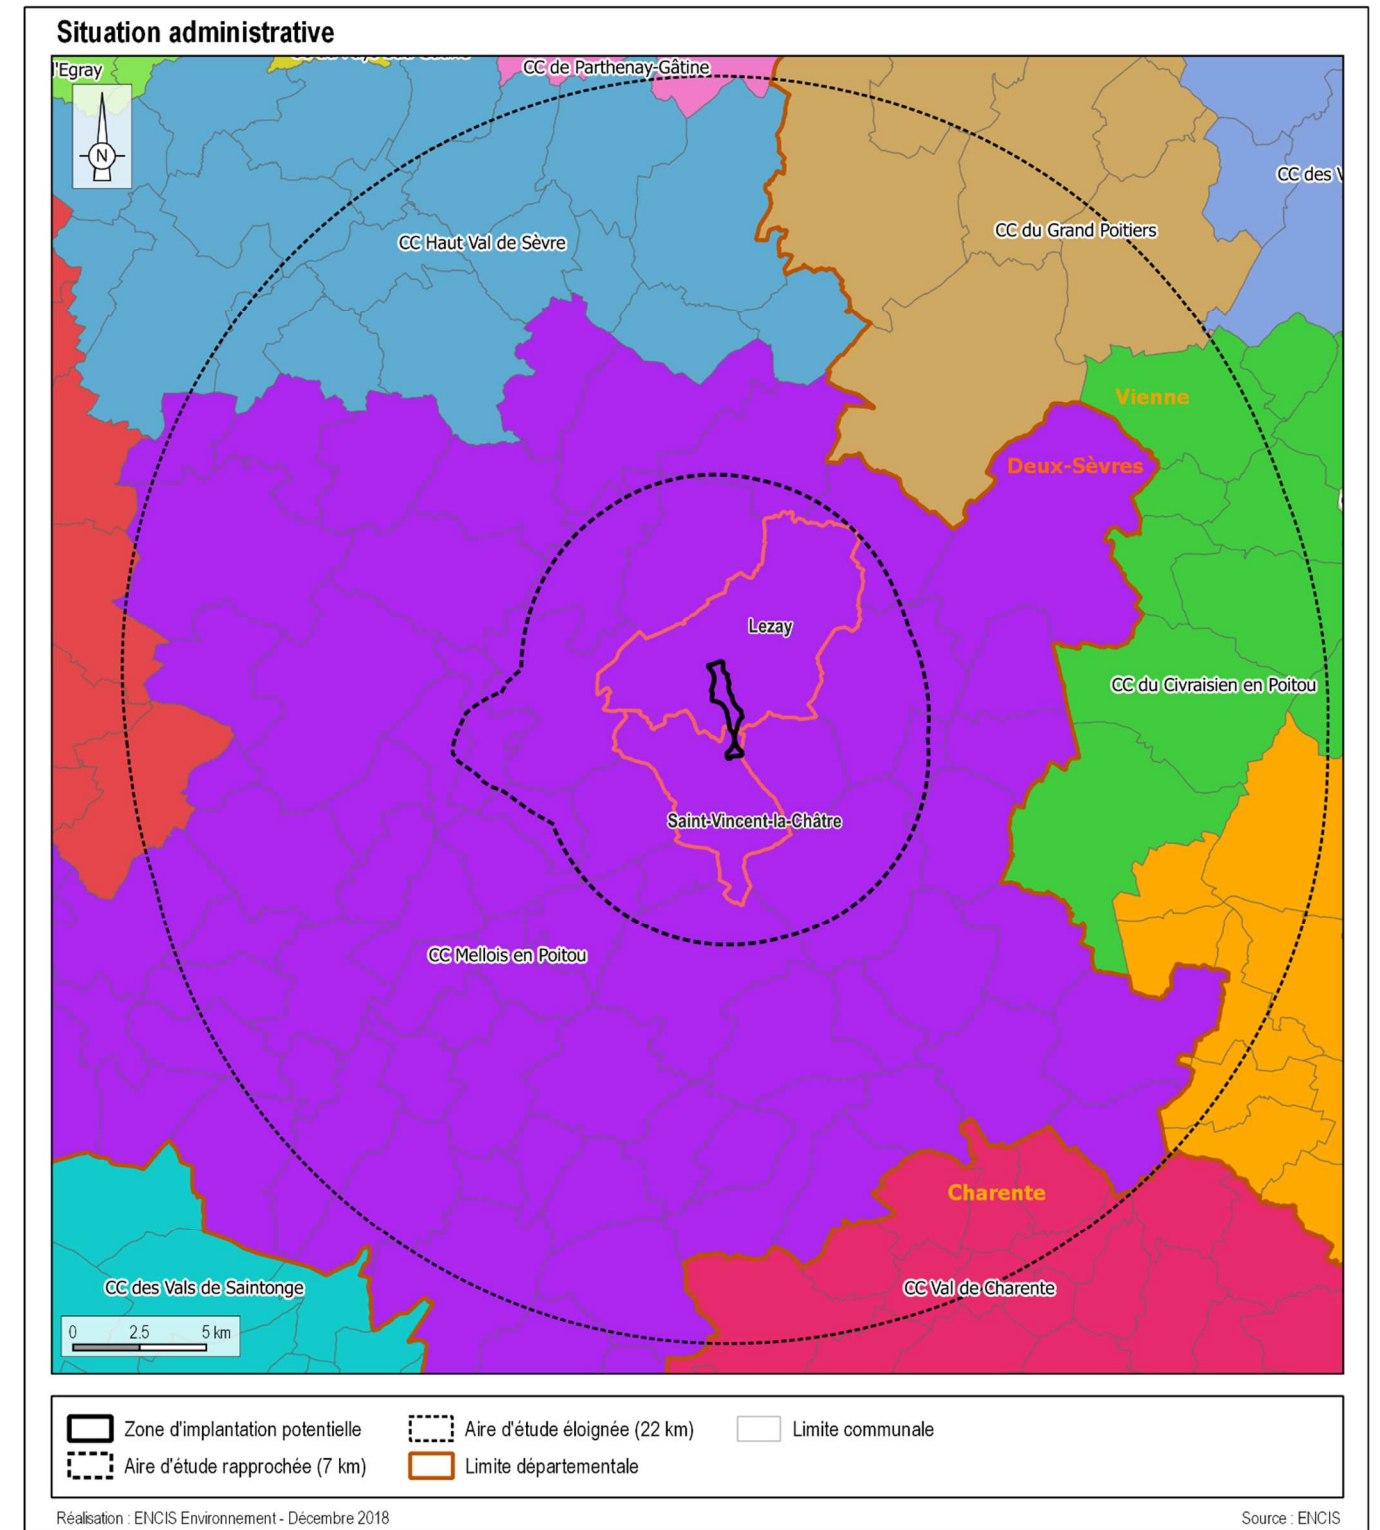 Situation administrative
l'Egray
CC de Parthenay-Gâtine
N
CC des V
CC du Grand Poitiers
CC Haut Val de Sèvre
Vienne
Deux-Sèvres
Lezay
CC du Civraisien en Poitou
Saint-Vincent-la-Châtre
CC Mellois en Poitou
Charente
CC des Vals de Saintonge
CC Val de Charente
0 2.5 5 km
Zone d'implantation potentielle
Aire d'étude éloignée (22 km)
Limite communale
Aire d'étude rapprochée (7 km)
Limite départementale
Réalisation : ENCIS Environnement - Décembre 2018
Source : ENCIS